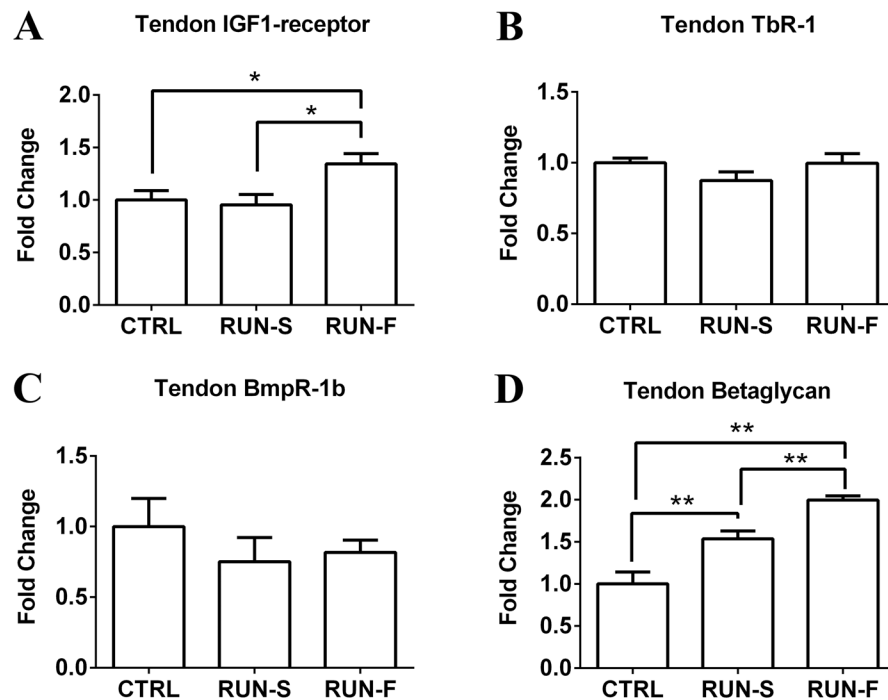 A
Tendon IGF1-receptor
Fold Change
2.0
1.5
1.0
0.5
0.0
*
*
CTRL RUN-S RUN-F
B
Tendon TbR-1
Fold Change
1.5
1.0
0.5
0.0
CTRL RUN-S RUN-F
C
Tendon BmpR-1b
Fold Change
1.5
1.0
0.5
0.0
CTRL RUN-S RUN-F
D
Tendon Betaglycan
Fold Change
2.5
2.0
1.5
1.0
0.5
0.0
**
**
**
CTRL RUN-S RUN-F